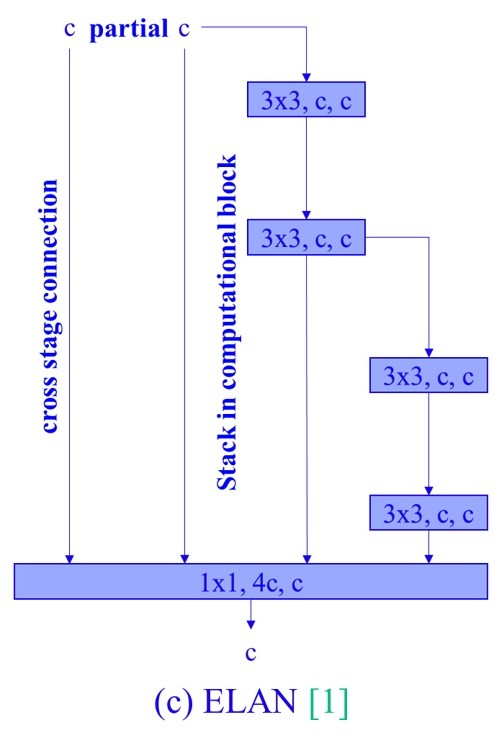 c partial c
3x3, c, c
cross stage connection
Stack in computational block
3x3, c, c
3x3, c, c
3x3, c, c
1x1, 4c, c
c
(c) ELAN [1]